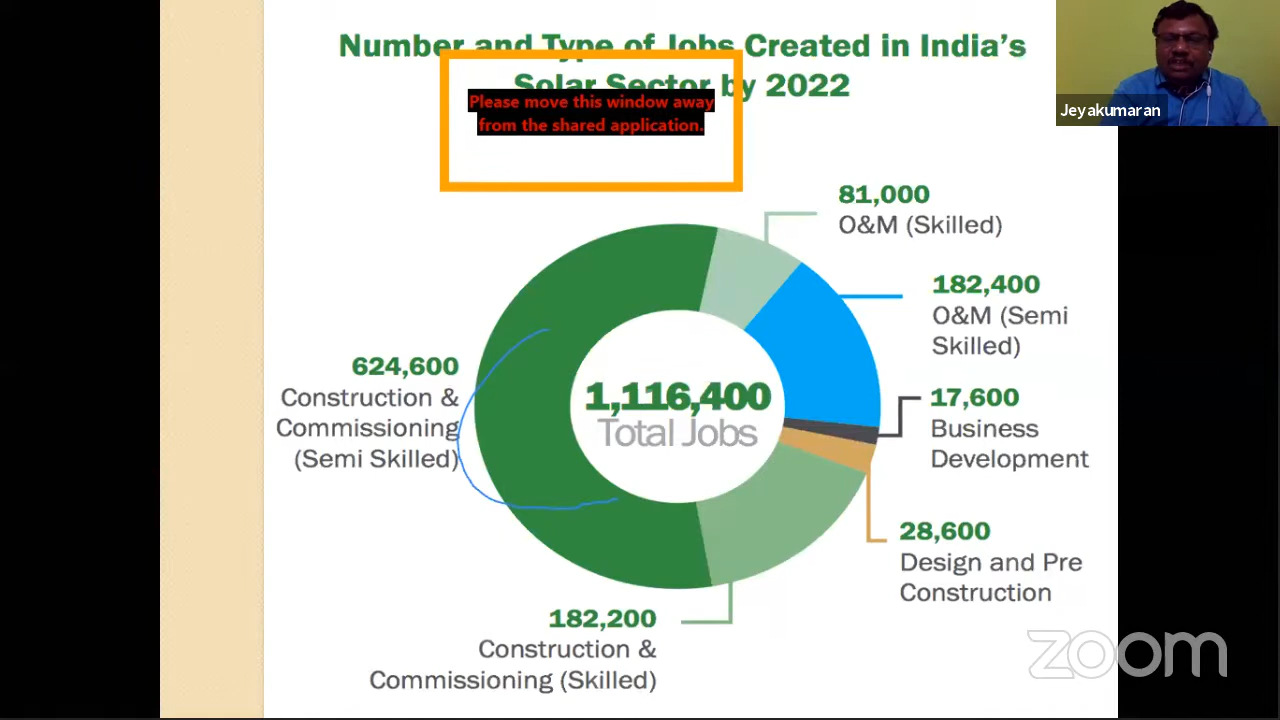 Number and Type of Jobs Created in India's
Solar Sector by 2022
Please move this window away
from the shared application.
Jeyakumaran
81,000
O&M (Skilled)
182,400
O&M (Semi
Skilled)
624,600
Construction &
Commissioning
(Semi Skilled)
1,116,400
Total Jobs
17,600
Business
Development
28,600
Design and Pre
Construction
182,200
Construction &
Commissioning (Skilled)
zoom